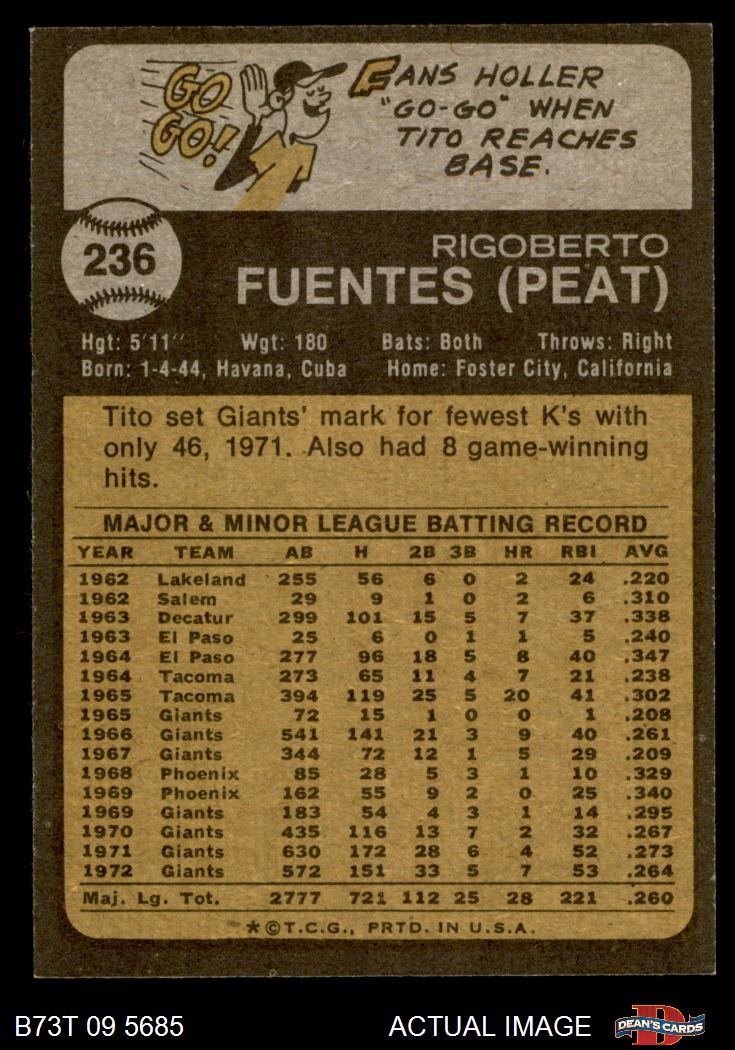 GO GO!
FANS HOLLER
"GO-GO" WHEN
TITO REACHES
BASE.
236
RIGOBERTO
FUENTES (PEAT)
Hgt: 5'11" Wgt: 180 Bats: Both Throws: Right
Born: 1-4-44, Havana, Cuba Home: Foster City, California
Tito set Giants' mark for fewest K's with
only 46, 1971. Also had 8 game-winning
hits.
MAJOR & MINOR LEAGUE BATTING RECORD
YEAR TEAM AB H 2B 3B HR RBI AVG
1962 Lakeland 255 56 6 0 2 24 .220
1962 Salem 29 9 1 0 2 6 .310
1963 Decatur 299 101 15 5 7 37 .338
1963 El Paso 25 6 0 1 1 5 .240
1964 El Paso 277 96 18 5 8 40 .347
1964 Tacoma 273 65 11 4 7 21 .238
1965 Tacoma 394 119 25 5 20 41 .302
1965 Giants 72 15 1 0 0 1 .208
1966 Giants 541 141 21 3 9 40 .261
1967 Giants 344 72 12 1 5 29 .209
1968 Phoenix 85 28 5 3 1 10 .329
1969 Phoenix 162 55 9 2 0 25 .340
1969 Giants 183 54 4 3 1 14 .295
1970 Giants 435 116 13 7 2 32 .267
1971 Giants 630 172 28 6 4 52 .273
1972 Giants 572 151 33 5 7 53 .264
Maj. Lg. Tot. 2777 721 112 25 28 221 .260
*©T.C.G., PRTD. IN U.S.A.
B73T 09 5685 ACTUAL IMAGE D DEAN'S CARDS